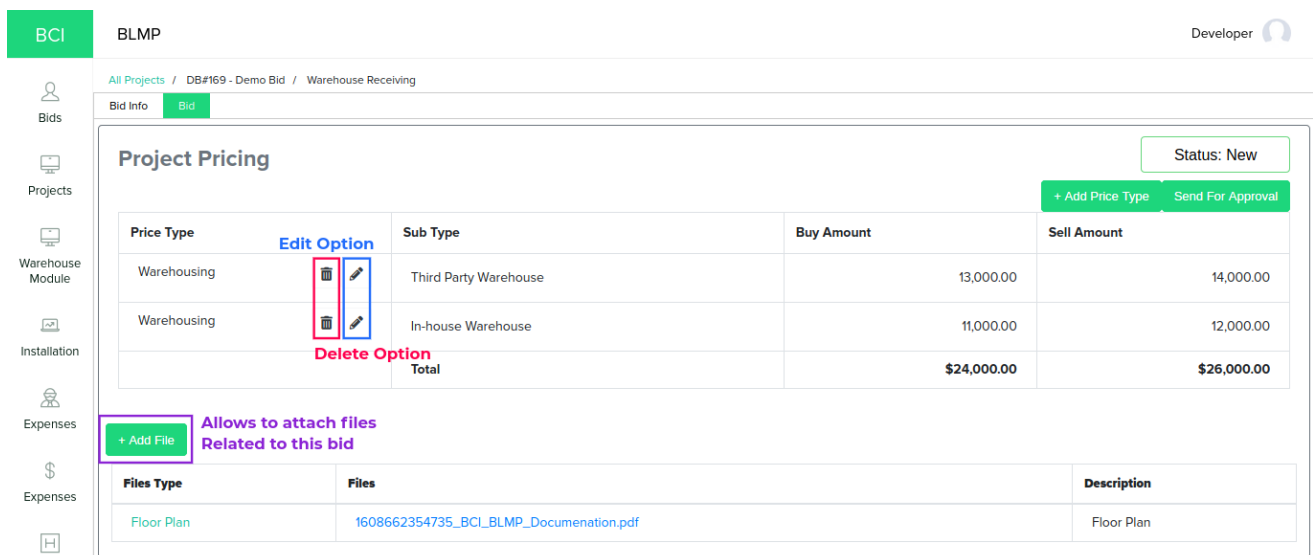 BCI
BLMP
Developer
Bids
Projects
Warehouse
Module
Installation
Expenses
Expenses
All Projects / DB#169 - Demo Bid / Warehouse Receiving
Bid Info Bid
Project Pricing
Status: New
+ Add Price Type Send For Approval
Price Type Sub Type Buy Amount Sell Amount
Edit Option
Warehousing Third Party Warehouse 13,000.00 14,000.00
Warehousing In-house Warehouse 11,000.00 12,000.00
Delete Option
Total $24,000.00 $26,000.00
+ Add File
Allows to attach files
Related to this bid
Files Type Files Description
Floor Plan 1608662354735_BCI_BLMP_Documenation.pdf Floor Plan